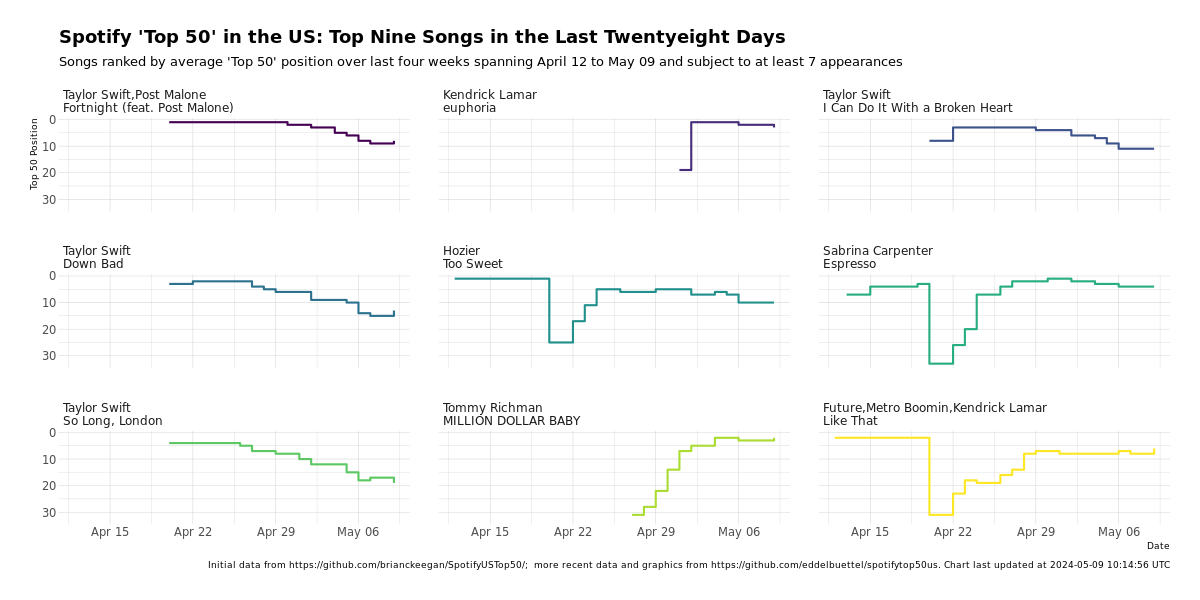 Spotify 'Top 50' in the US: Top Nine Songs in the Last Twentyeight Days
Songs ranked by average 'Top 50' position over last four weeks spanning April 12 to May 09 and subject to at least 7 appearances
Taylor Swift,Post Malone
Fortnight (feat. Post Malone)
Kendrick Lamar
euphoria
Taylor Swift
I Can Do It With a Broken Heart
Top 50 Position
0
10
20
30
Taylor Swift
Down Bad
Hozier
Too Sweet
Sabrina Carpenter
Espresso
0
10
20
30
Taylor Swift
So Long, London
Tommy Richman
MILLION DOLLAR BABY
Future,Metro Boomin,Kendrick Lamar
Like That
0
10
20
30
Apr 15 Apr 22 Apr 29 May 06
Apr 15 Apr 22 Apr 29 May 06
Apr 15 Apr 22 Apr 29 May 06
Date
Initial data from https://github.com/brianckeegan/SpotifyUSTop50/;  more recent data and graphics from https://github.com/eddelbuettel/spotifytop50us. Chart last updated at 2024-05-09 10:14:56 UTC